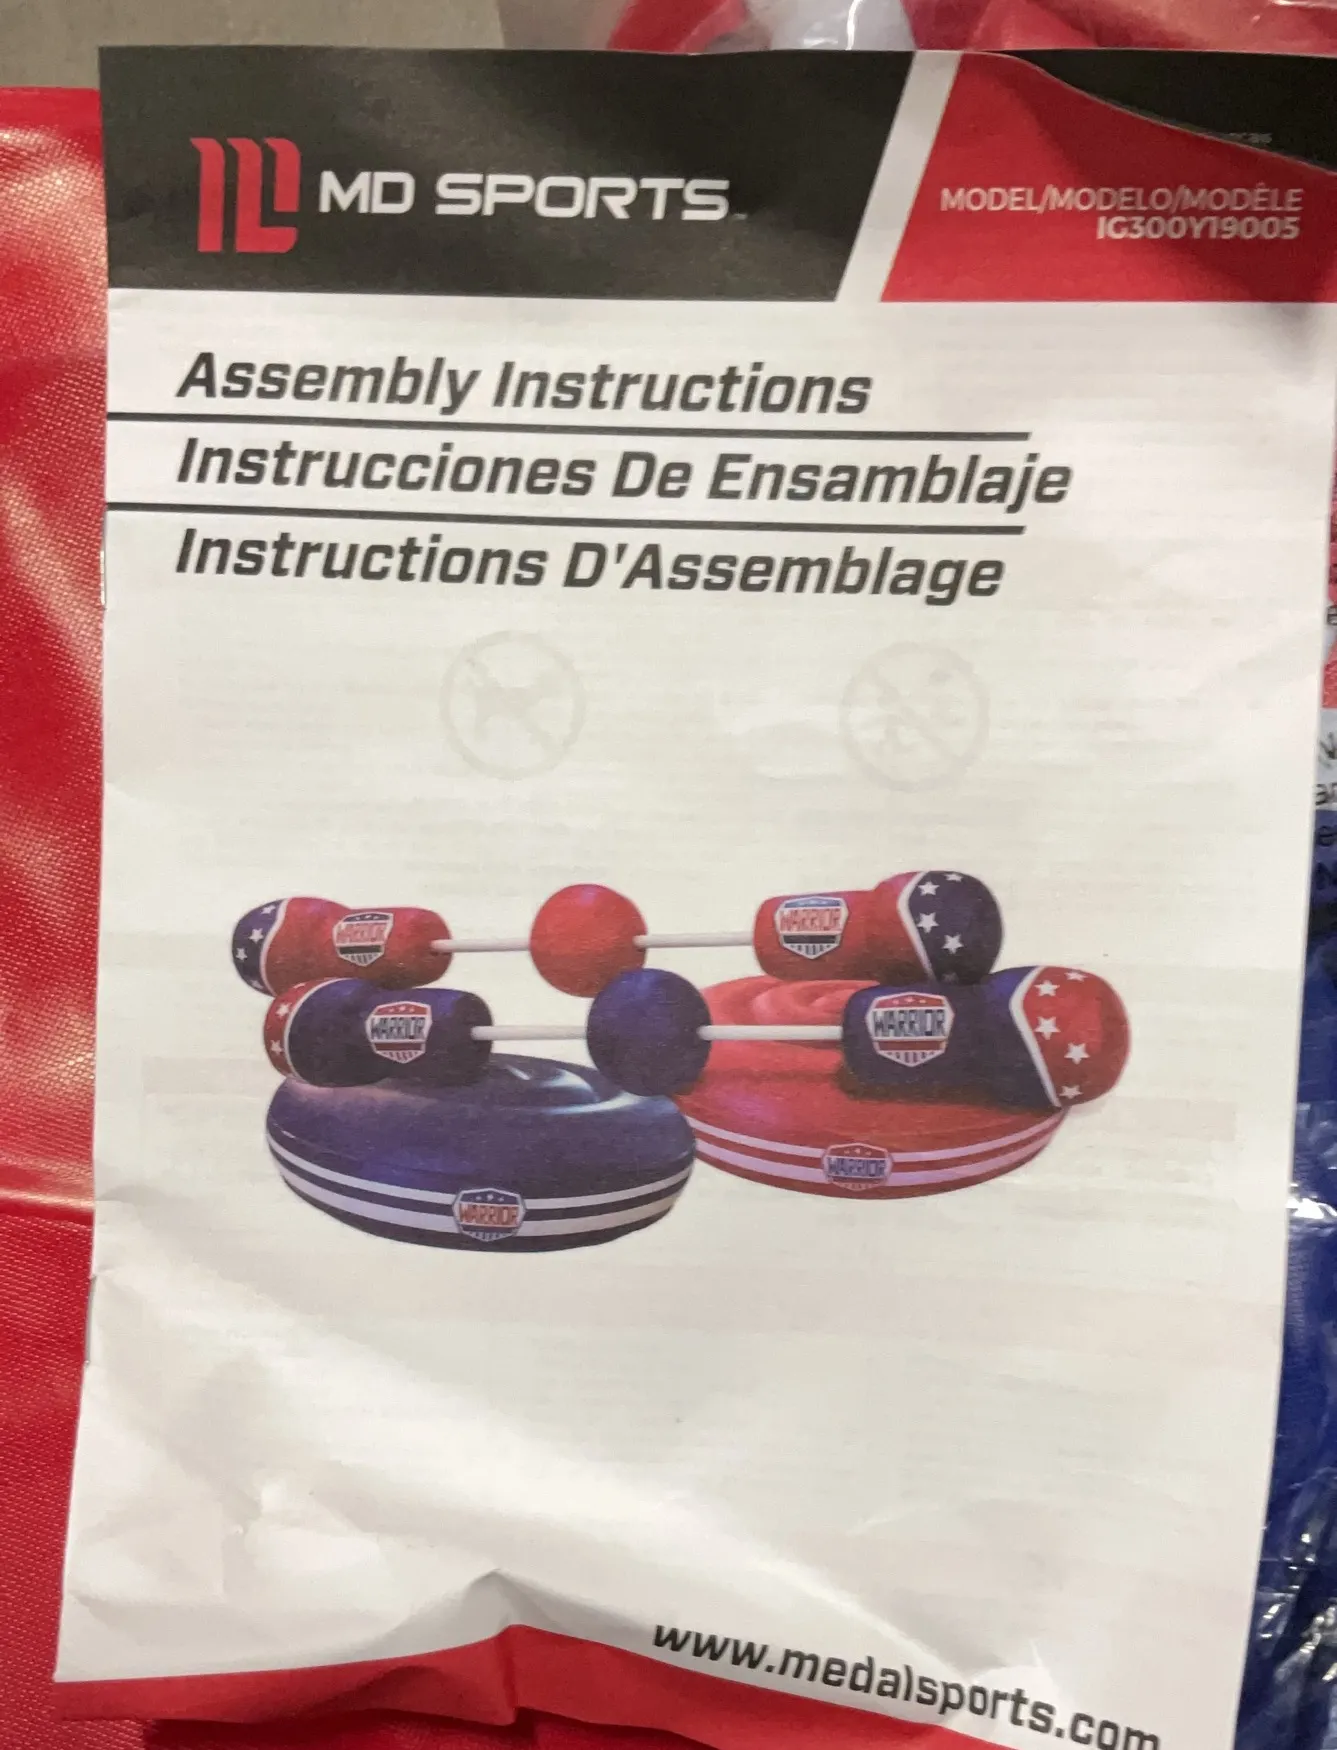 MD SPORTS
MODEL/MODELO/MODÈLE
IG300Y19005
Assembly Instructions
Instrucciones De Ensamblaje
Instructions D'Assemblage
WARRIOR
WARRIOR
WARRIOR
WARRIOR
WARRIOR
WARRIOR
www.medalsports.com